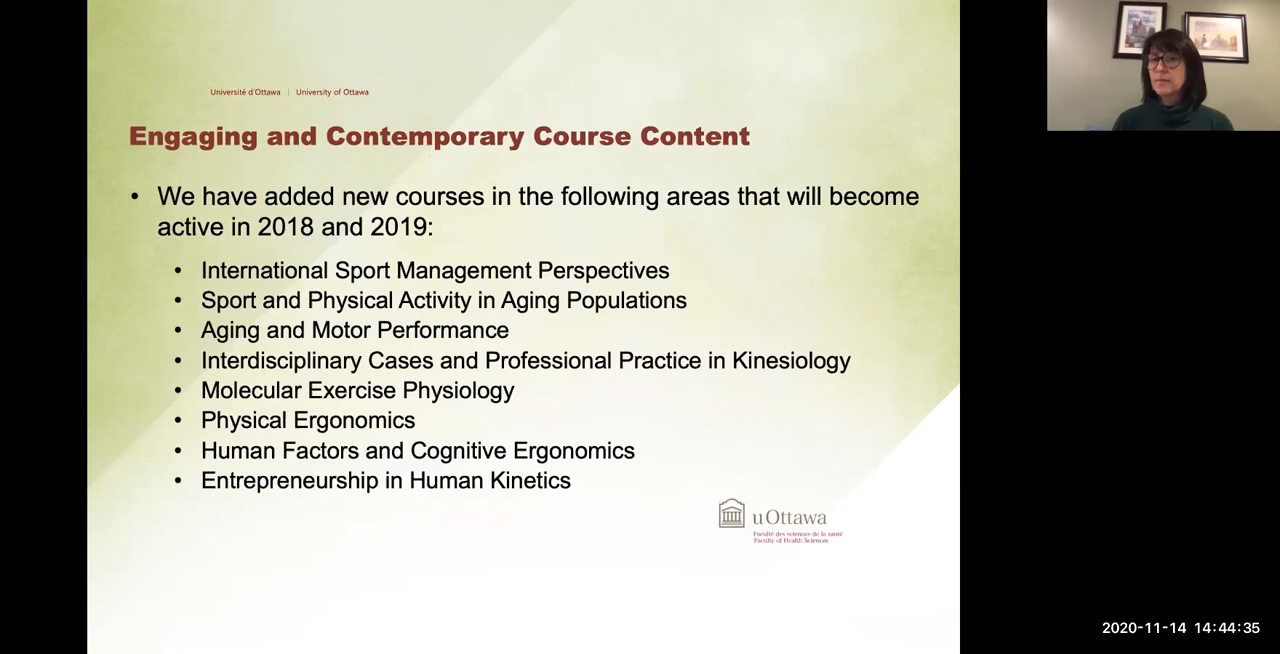 Université d'Ottawa | University of Ottawa
Engaging and Contemporary Course Content
• We have added new courses in the following areas that will become
active in 2018 and 2019:
• International Sport Management Perspectives
• Sport and Physical Activity in Aging Populations
• Aging and Motor Performance
• Interdisciplinary Cases and Professional Practice in Kinesiology
• Molecular Exercise Physiology
• Physical Ergonomics
• Human Factors and Cognitive Ergonomics
• Entrepreneurship in Human Kinetics
uOttawa
Faculté des sciences de la santé
Faculty of Health Sciences
2020-11-14 14:44:35